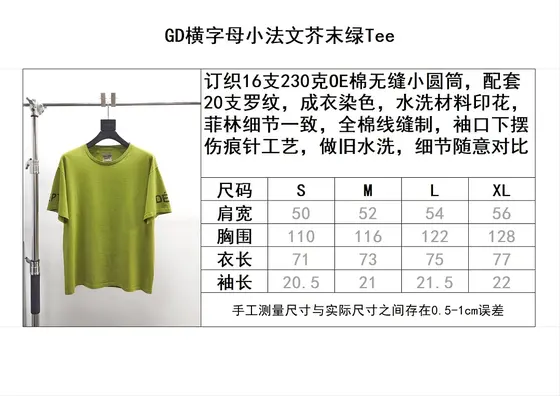 GD横字母小法文芥末绿Tee
订织16支230克OE棉无缝小圆筒，配套
20支罗纹，成衣染色，水洗材料印花，
菲林细节一致，全棉线缝制，袖口下摆
伤痕针工艺，做旧水洗，细节随意对比
尺码 S M L XL
肩宽 50 52 54 56
胸围 110 116 122 128
衣长 71 73 75 77
袖长 20.5 21 21.5 22
手工测量尺寸与实际尺寸之间存在0.5-1cm误差